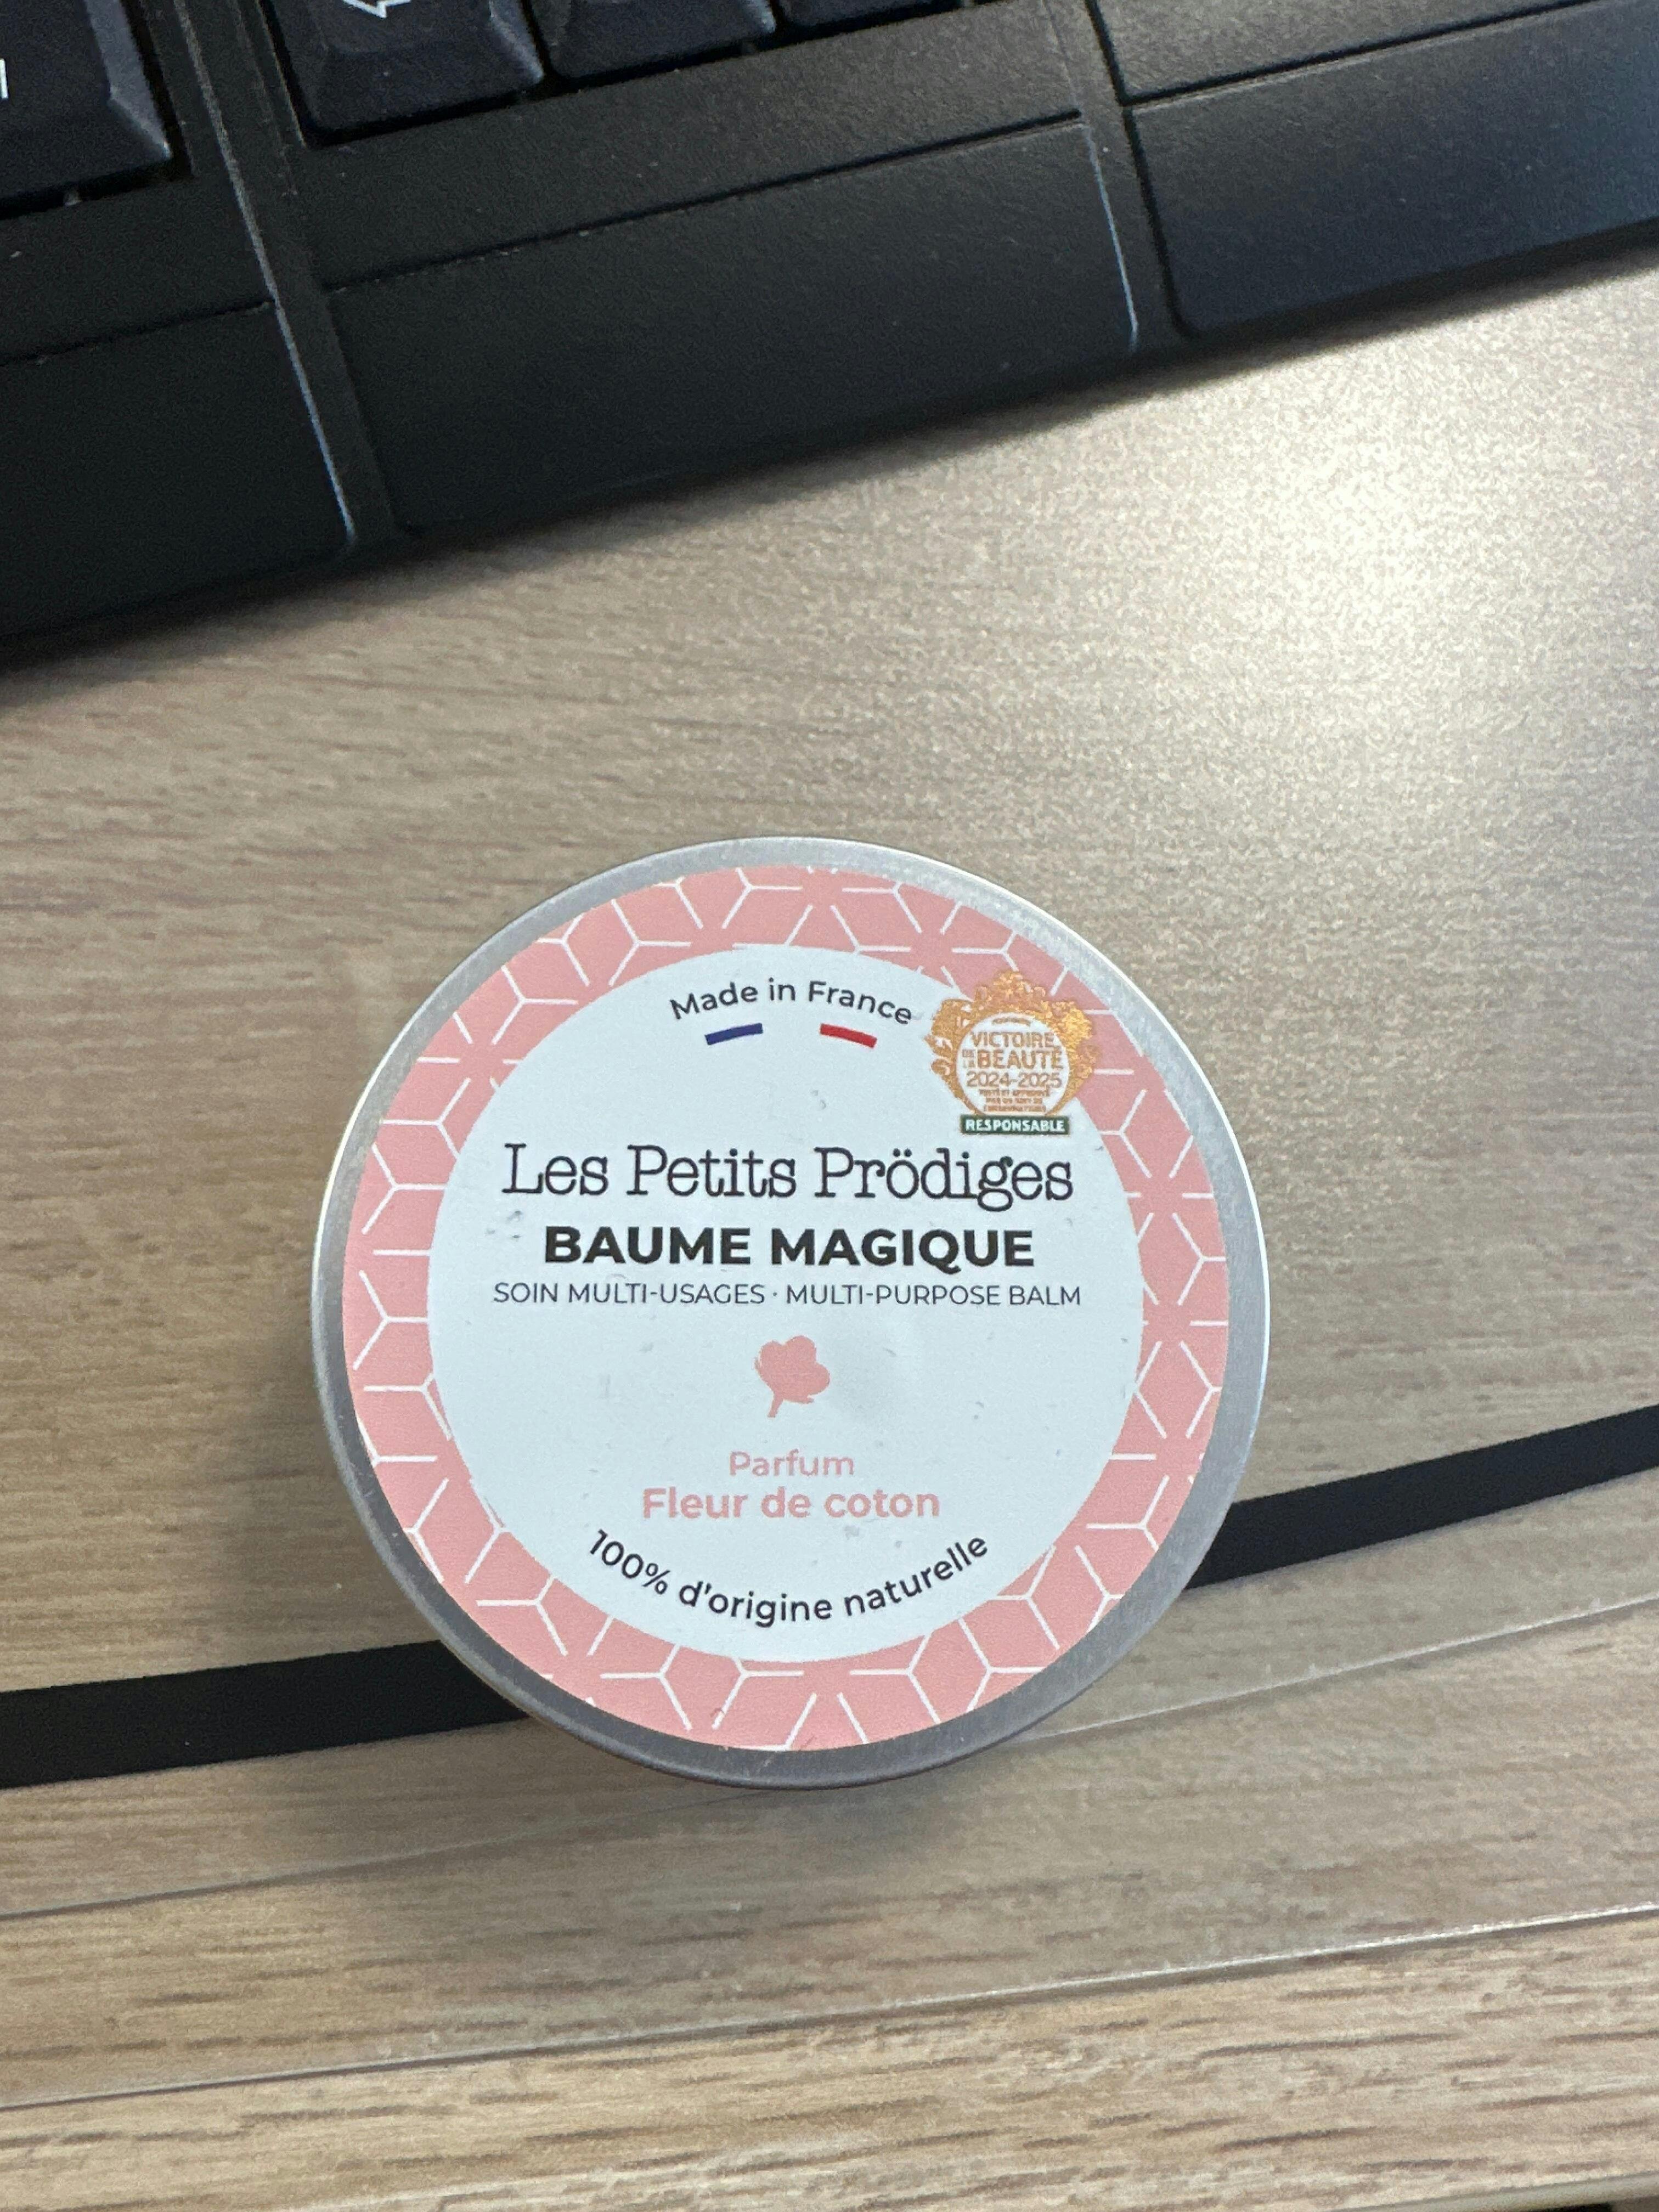 Made in France
VICTOIRE
DE LA BEAUTÉ
2024-2025
RESPONSABLE
Les Petits Prödiges
BAUME MAGIQUE
SOIN MULTI-USAGES · MULTI-PURPOSE BALM
Parfum
Fleur de coton
100% d'origine naturelle